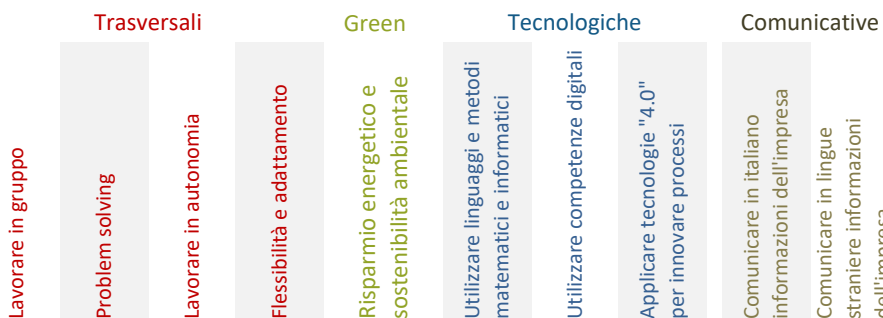 Trasversali
Green
Tecnologiche
Comunicative
Lavorare in gruppo
Problem solving
Lavorare in autonomia
Flessibilità e adattamento
Risparmio energetico e
sostenibilità ambientale
Utilizzare linguaggi e metodi
matematici e informatici
Utilizzare competenze digitali
Applicare tecnologie "4.0"
per innovare processi
Comunicare in italiano
informazioni dell'impresa
Comunicare in lingue
straniere informazioni
dell'impresa